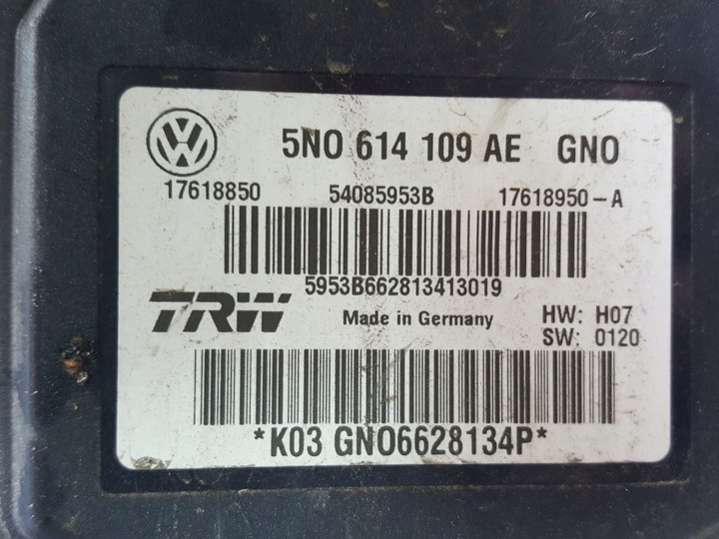 5N0 614 109 AE GNO
17618850 54085953B 17618950-A
5953B662813413019
TRW Made in Germany HW: H07
SW: 0120
*K03 GNO6628134P*